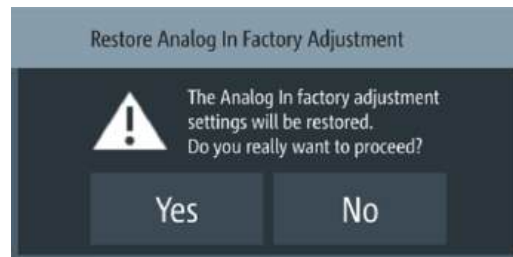 Restore Analog In Factory Adjustment
The Analog In factory adjustment
settings will be restored.
Do you really want to proceed?
Yes
No